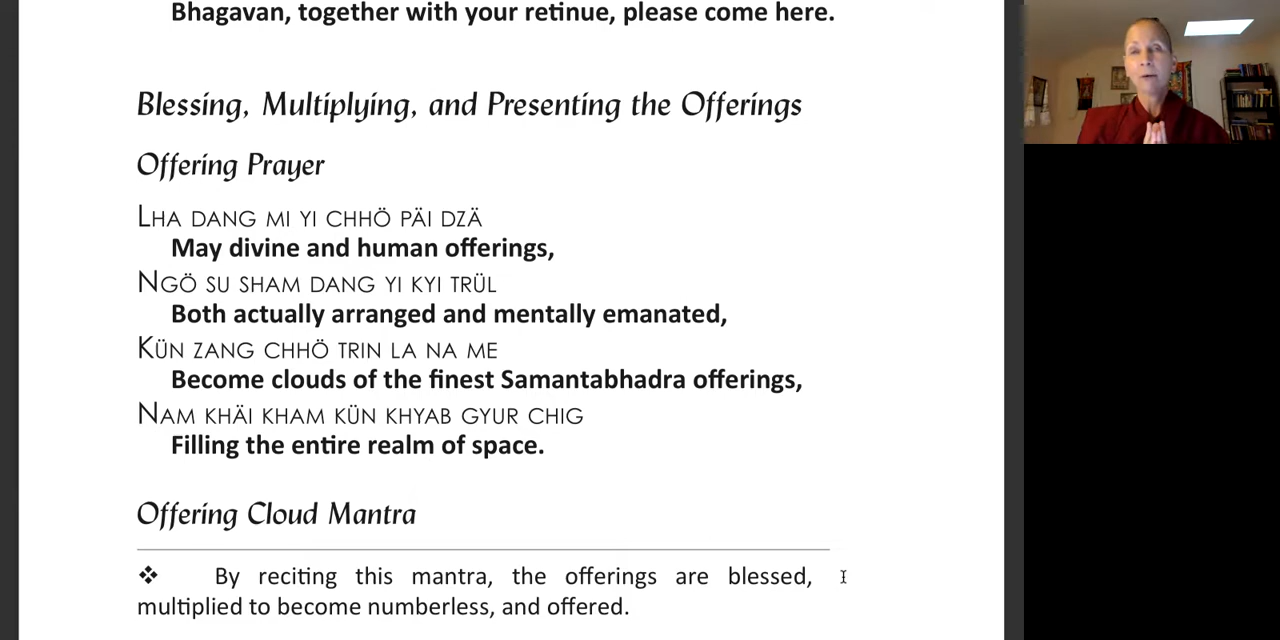 Bhagavan, together with your retinue, please come here.
Blessing, Multiplying, and Presenting the Offerings
Offering Prayer
LHA DANG MI YI CHHÖ PÄI DZÄ
May divine and human offerings,
NGÖ SU SHAM DANG YI KYI TRÜL
Both actually arranged and mentally emanated,
KÜN ZANG CHHÖ TRIN LA NA ME
Become clouds of the finest Samantabhadra offerings,
NAM KHÄI KHAM KÜN KHYAB GYUR CHIG
Filling the entire realm of space.
Offering Cloud Mantra
❖ By reciting this mantra, the offerings are blessed,
multiplied to become numberless, and offered.